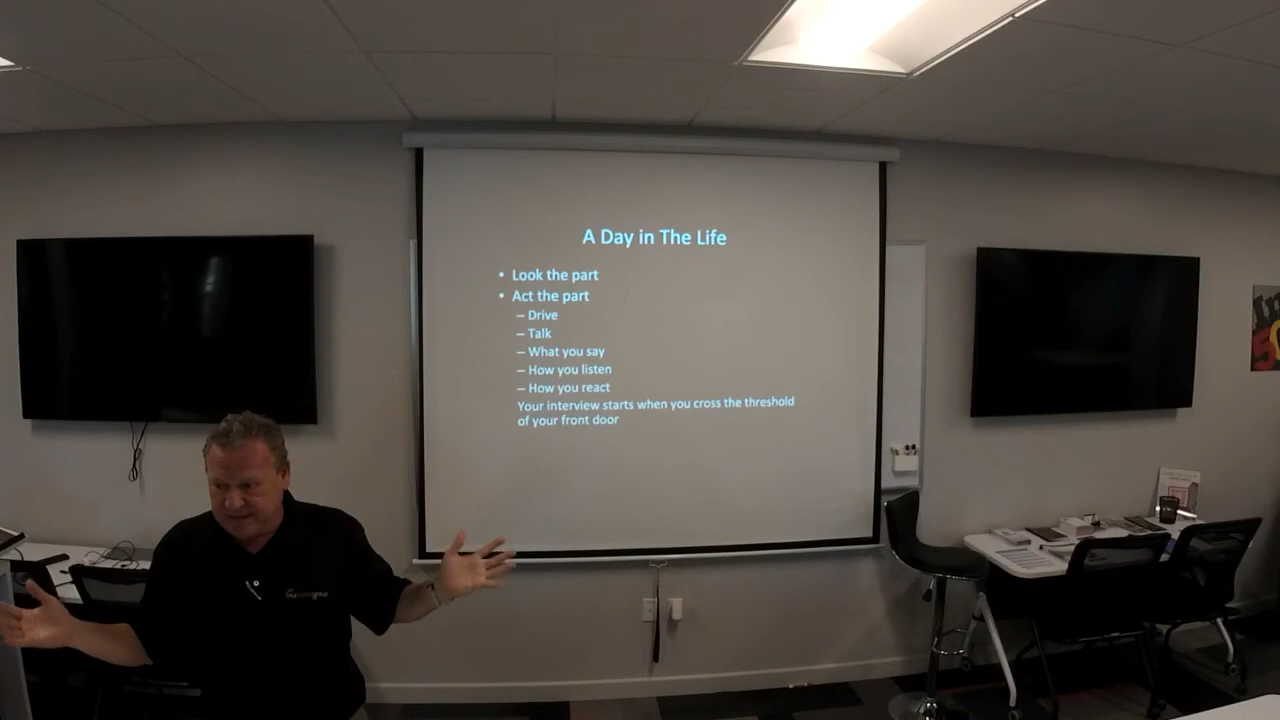 A Day in The Life
• Look the part
• Act the part
– Drive
– Talk
– What you say
– How you listen
– How you react
Your interview starts when you cross the threshold
of your front door